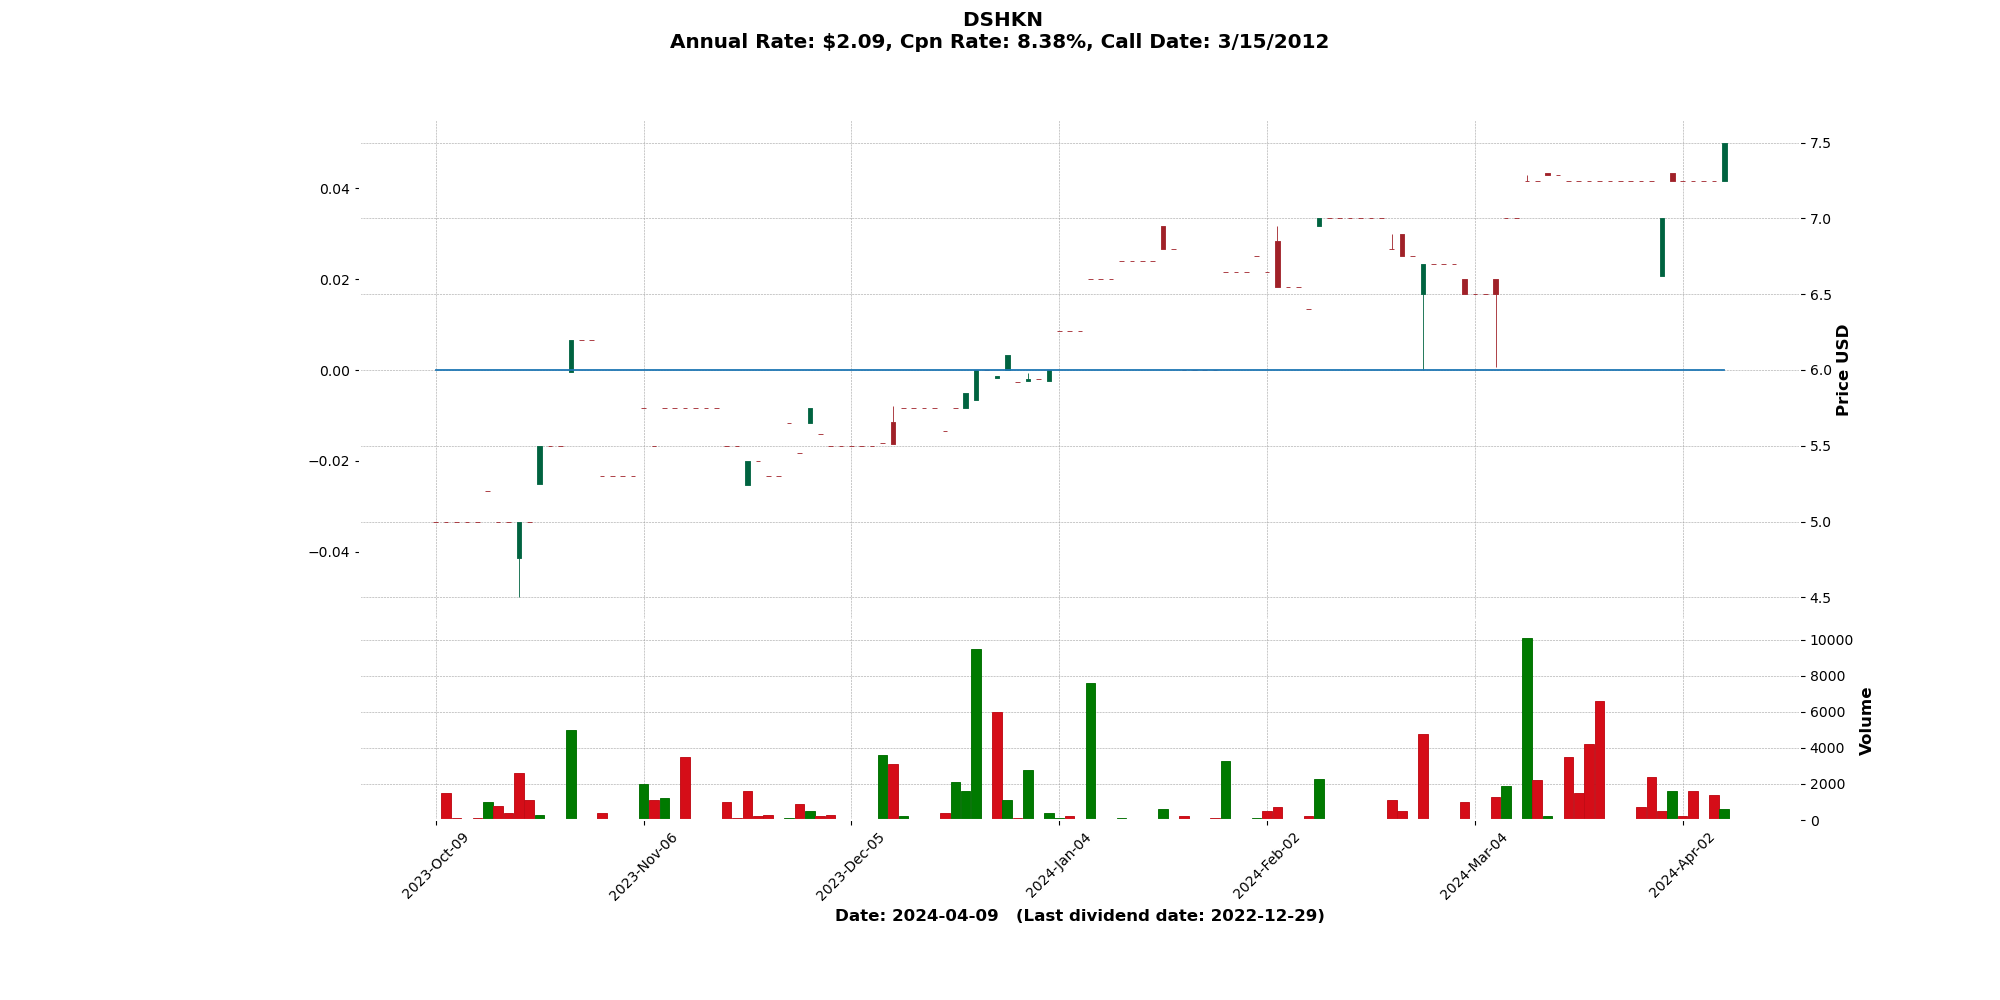 DSHKN
Annual Rate: $2.09, Cpn Rate: 8.38%, Call Date: 3/15/2012
7.5
0.04
7.0
0.02
6.5
0.00
6.0
Price USD
5.5
−0.02
5.0
−0.04
4.5
10000
8000
6000
4000
2000
0
Volume
2023-Oct-09
2023-Nov-06
2023-Dec-05
2024-Jan-04
2024-Feb-02
2024-Mar-04
2024-Apr-02
Date: 2024-04-09   (Last dividend date: 2022-12-29)